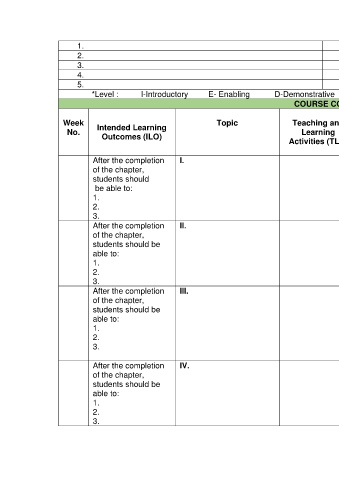 1.
2.
3.
4.
5.
*Level : I-Introductory E- Enabling D-Demonstrative
COURSE CO
Week No.
Intended Learning Outcomes (ILO)
Topic
Teaching an
Learning
Activities (TL
After the completion
of the chapter,
students should
be able to:
1.
2.
3.
I.
After the completion
of the chapter,
students should be
able to:
1.
2.
3.
II.
After the completion
of the chapter,
students should be
able to:
1.
2.
3.
III.
After the completion
of the chapter,
students should be
able to:
1.
2.
3.
IV.